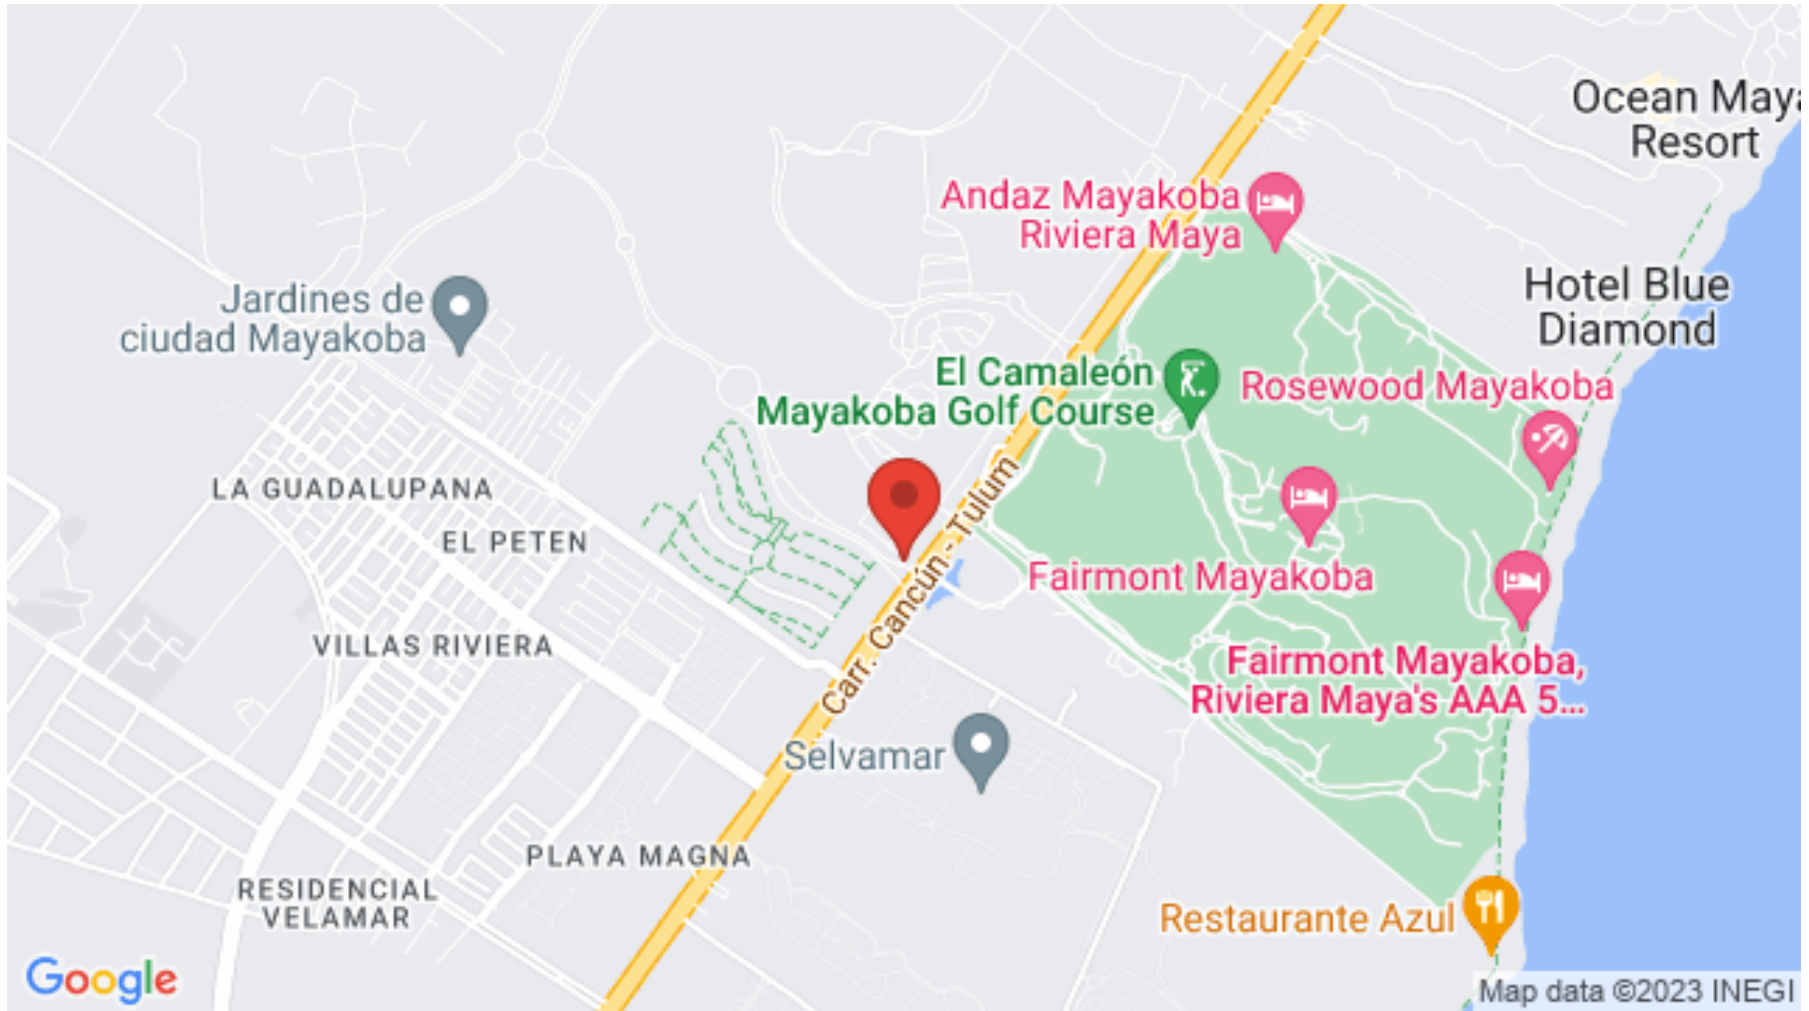 Ocean Maya
Resort
Andaz Mayakoba
Riviera Maya
Hotel Blue
Diamond
Jardines de
ciudad Mayakoba
El Camaleón
Mayakoba Golf Course
Rosewood Mayakoba
LA GUADALUPANA
EL PETEN
Carr. Cancún - Tulum
Fairmont Mayakoba
VILLAS RIVIERA
Fairmont Mayakoba,
Riviera Maya's AAA 5...
Selvamar
PLAYA MAGNA
RESIDENCIAL
VELAMAR
Restaurante Azul
Google
Map data ©2023 INEGI